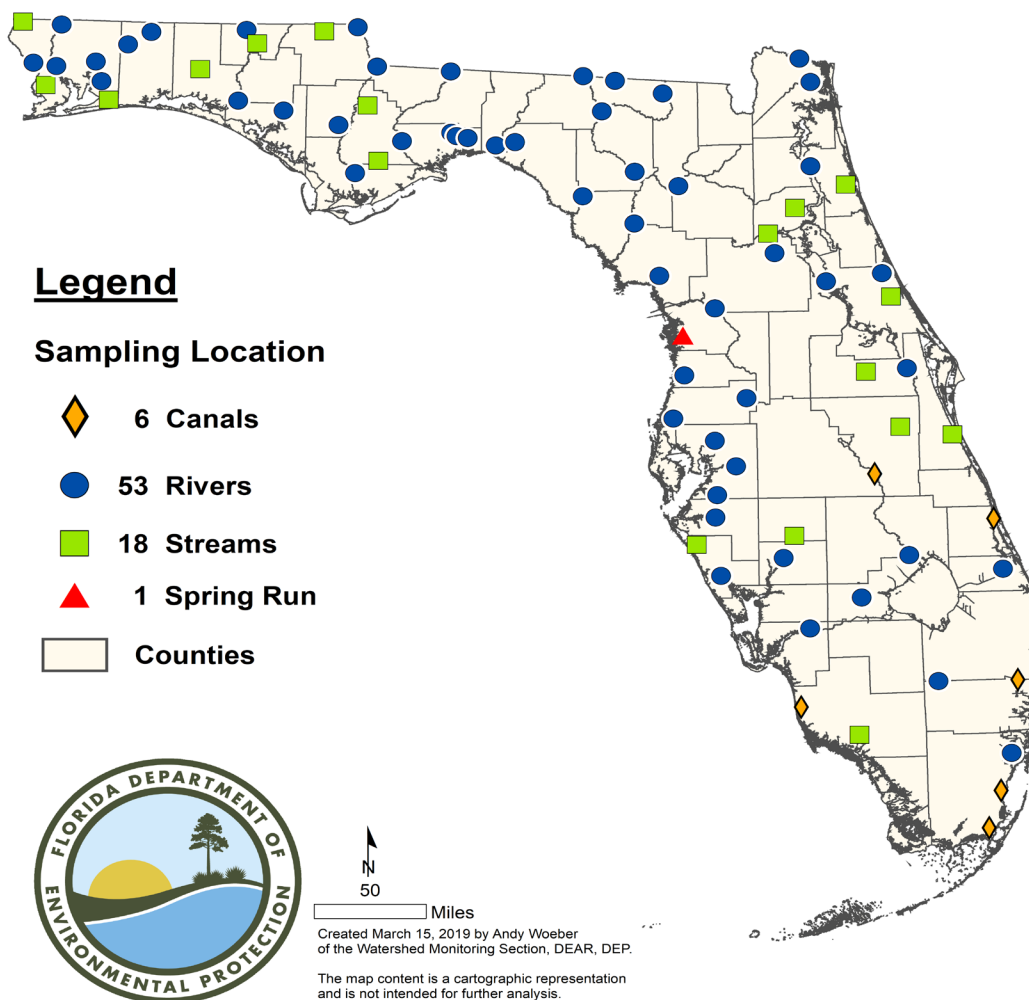 Legend
Sampling Location
6 Canals
53 Rivers
18 Streams
1 Spring Run
Counties
FLORIDA DEPARTMENT OF
ENVIRONMENTAL PROTECTION
N
50
Miles
Created March 15, 2019 by Andy Woeber
of the Watershed Monitoring Section, DEAR, DEP.
The map content is a cartographic representation
and is not intended for further analysis.